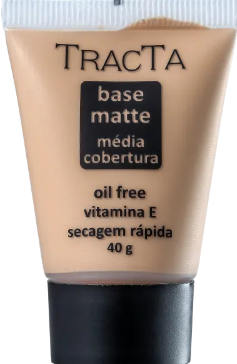 TRACTA
base
matte
média
cobertura
oil free
vitamina E
secagem rápida
40 g